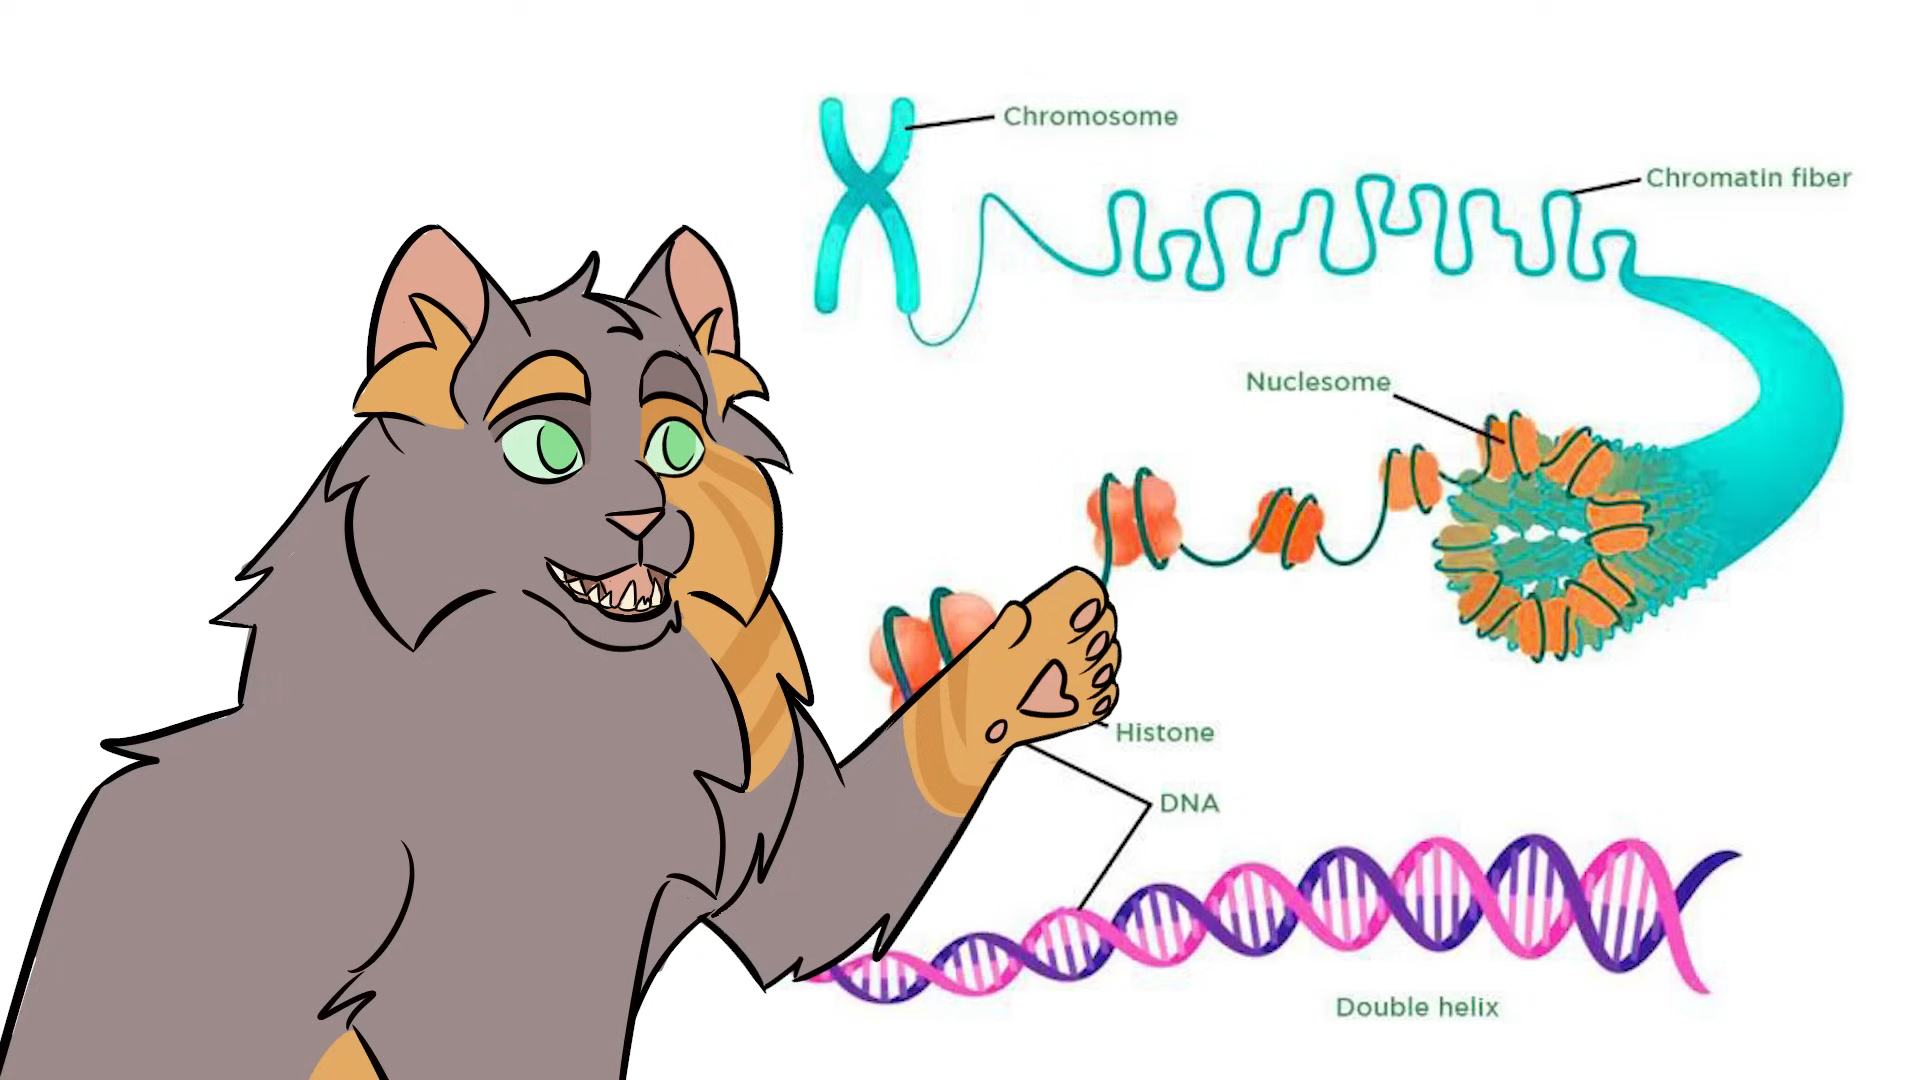 Chromosome
Chromatin fiber
Nuclesome
Histone
DNA
Double helix